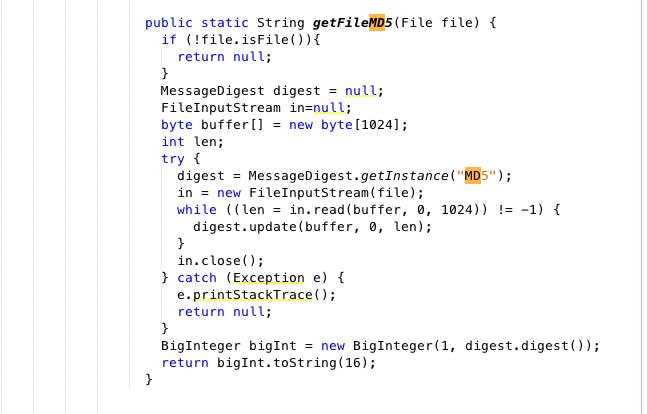 public static String getFileMD5(File file) {
if (!file.isFile()){
return null;
}
MessageDigest digest = null;
FileInputStream in=null;
byte buffer[] = new byte[1024];
int len;
try {
digest = MessageDigest.getInstance("MD5");
in = new FileInputStream(file);
while ((len = in.read(buffer, 0, 1024)) != -1) {
digest.update(buffer, 0, len);
}
in.close();
} catch (Exception e) {
e.printStackTrace();
return null;
}
BigInteger bigInt = new BigInteger(1, digest.digest());
return bigInt.toString(16);
}